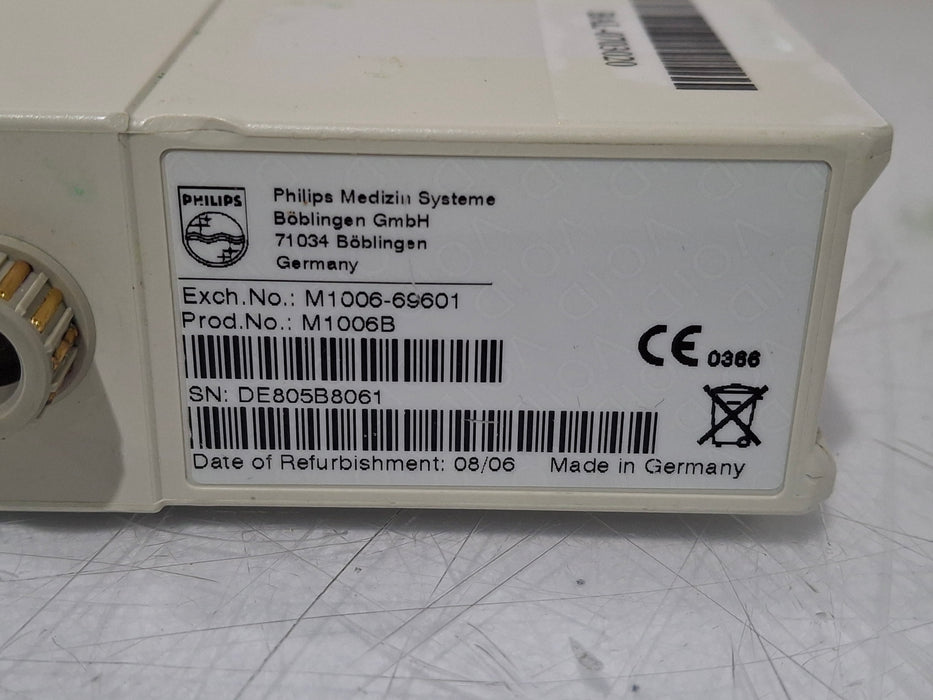 PHILIPS
Philips Medizin Systeme
Böblingen GmbH
71034 Böblingen
Germany
Exch.No.: M1006-69601
Prod.No.: M1006B
CE 0366
SN: DE805B8061
Date of Refurbishment: 08/06 Made in Germany